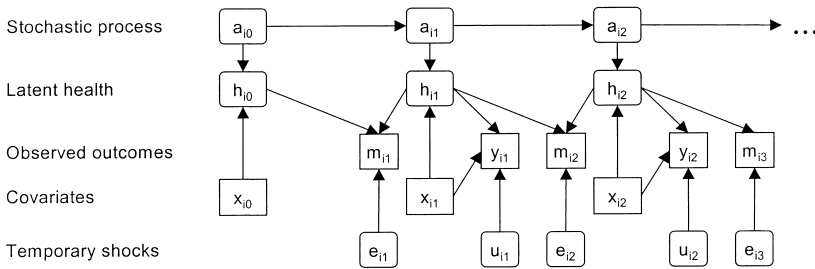 Stochastic process a_i0 a_i1 a_i2 ...
Latent health h_i0 h_i1 h_i2
Observed outcomes m_i1 y_i1 m_i2 y_i2 m_i3
Covariates x_i0 x_i1 x_i2
Temporary shocks e_i1 u_i1 e_i2 u_i2 e_i3